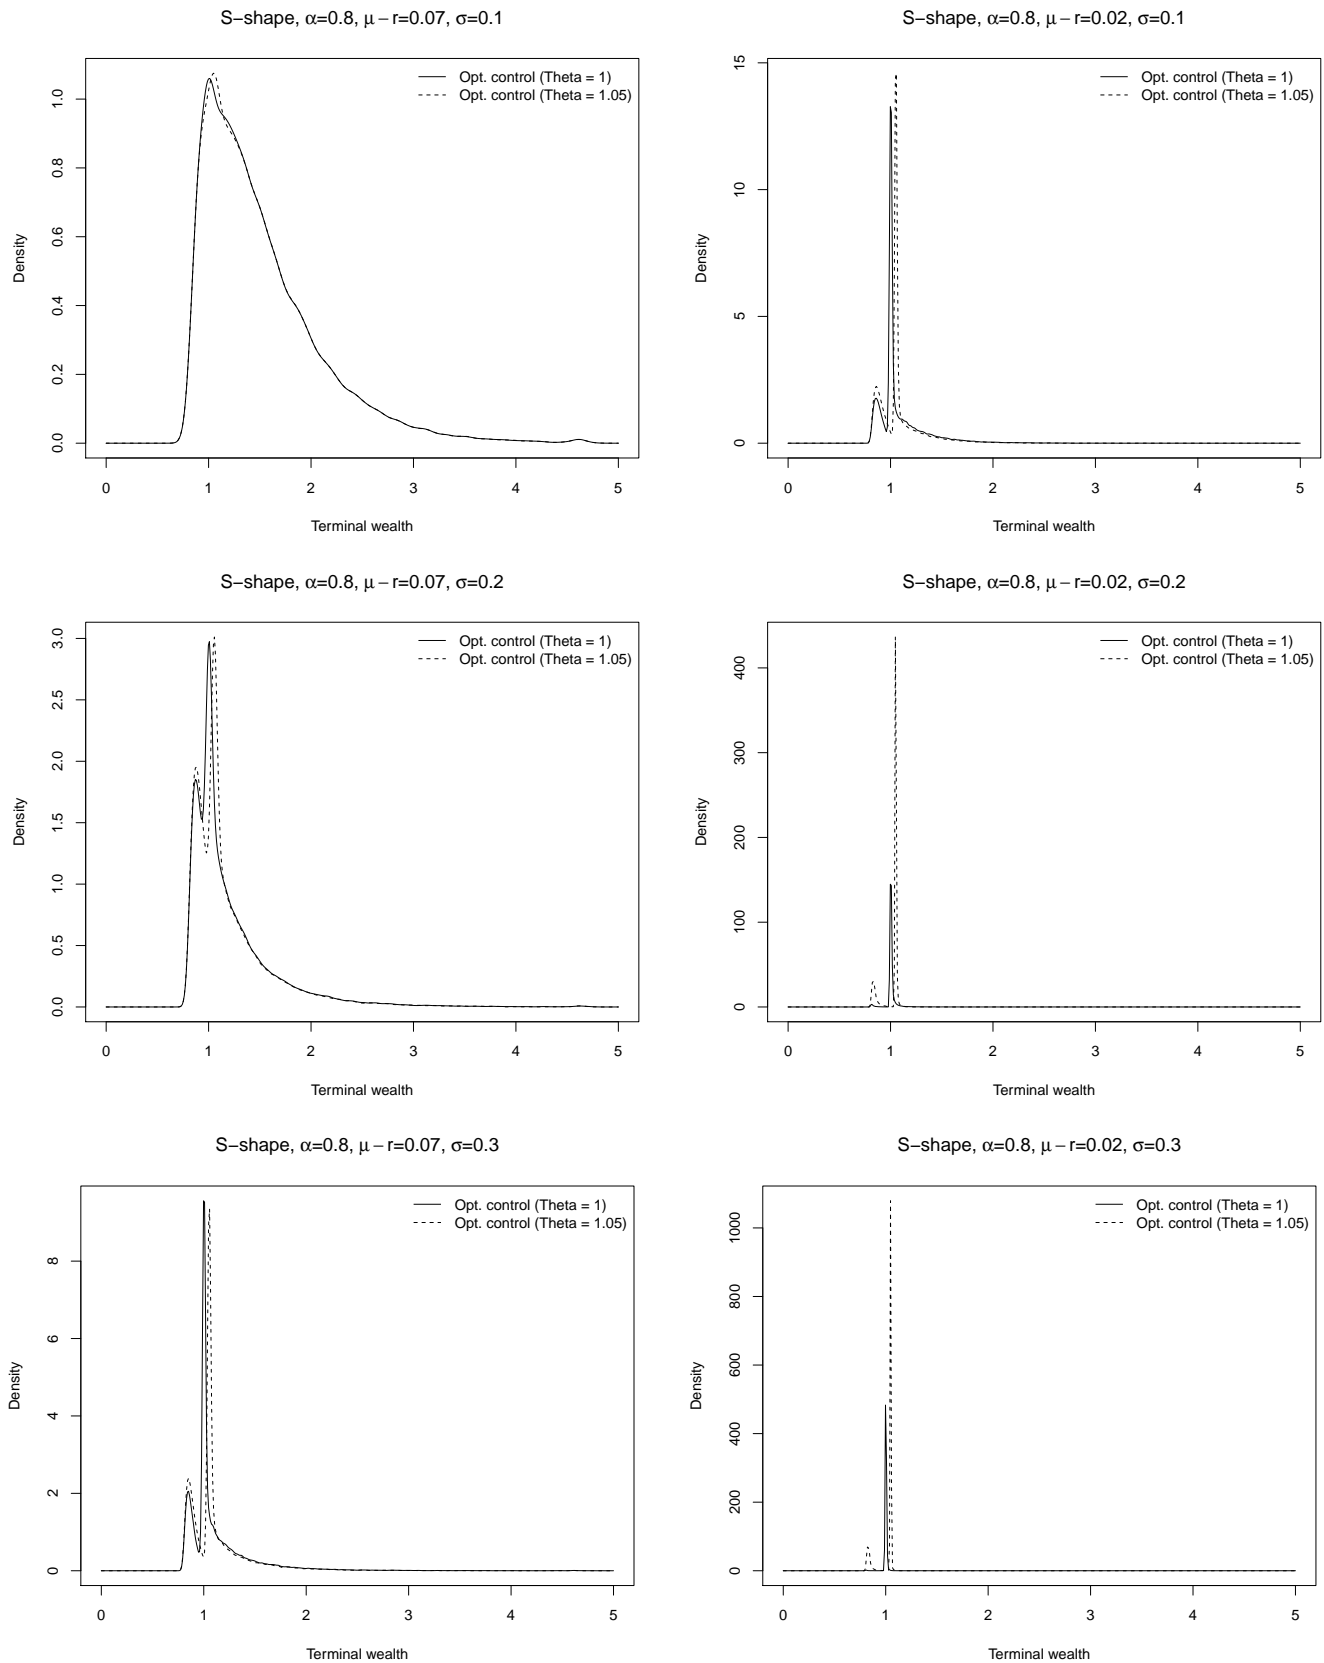 S−shape, α=0.8, μ−r=0.07, σ=0.1
Opt. control (Theta = 1)
Opt. control (Theta = 1.05)
Density
0.0 0.2 0.4 0.6 0.8 1.0
0 1 2 3 4 5
Terminal wealth
S−shape, α=0.8, μ−r=0.02, σ=0.1
Opt. control (Theta = 1)
Opt. control (Theta = 1.05)
Density
0 5 10 15
0 1 2 3 4 5
Terminal wealth
S−shape, α=0.8, μ−r=0.07, σ=0.2
Opt. control (Theta = 1)
Opt. control (Theta = 1.05)
Density
0.0 0.5 1.0 1.5 2.0 2.5 3.0
0 1 2 3 4 5
Terminal wealth
S−shape, α=0.8, μ−r=0.02, σ=0.2
Opt. control (Theta = 1)
Opt. control (Theta = 1.05)
Density
0 100 200 300 400
0 1 2 3 4 5
Terminal wealth
S−shape, α=0.8, μ−r=0.07, σ=0.3
Opt. control (Theta = 1)
Opt. control (Theta = 1.05)
Density
0 2 4 6 8
0 1 2 3 4 5
Terminal wealth
S−shape, α=0.8, μ−r=0.02, σ=0.3
Opt. control (Theta = 1)
Opt. control (Theta = 1.05)
Density
0 200 400 600 800 1000
0 1 2 3 4 5
Terminal wealth